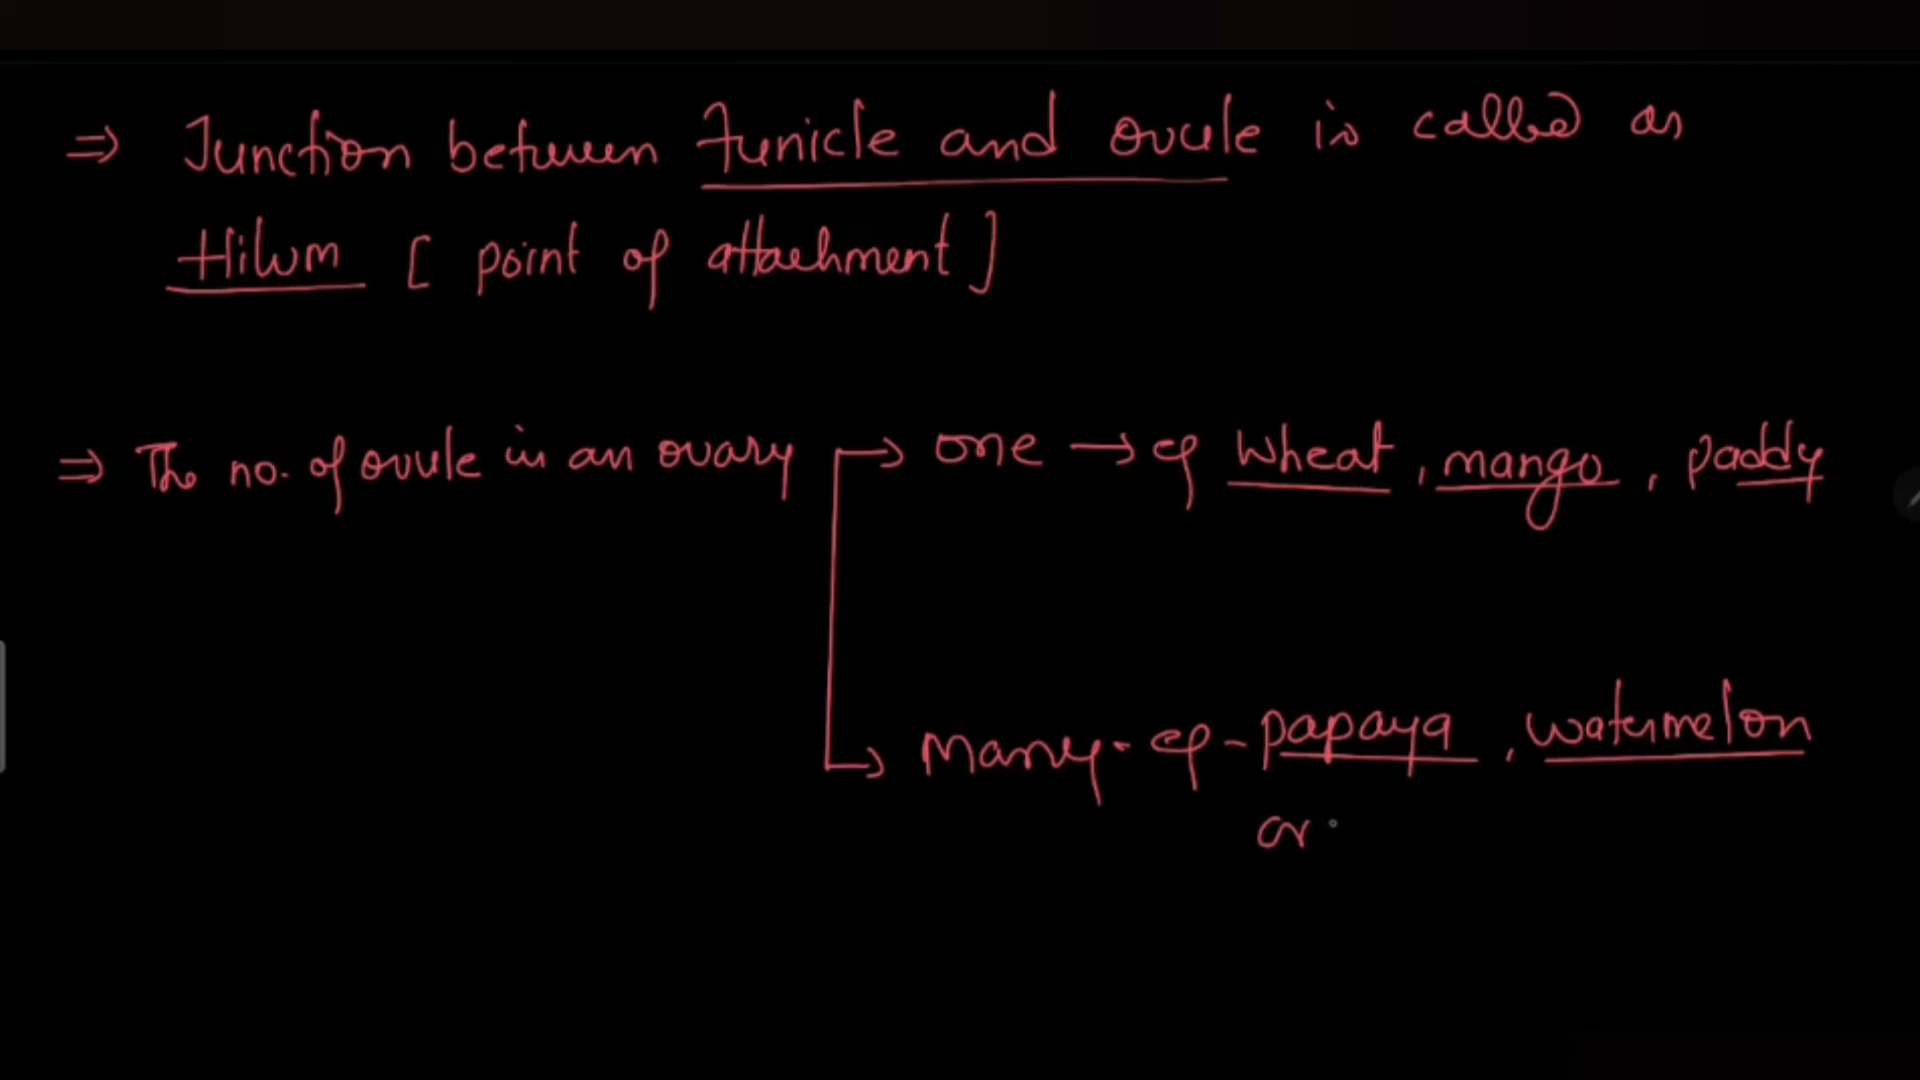 ⇒ Junction between funicle and ovule is called as
Hilum [ point of attachment ]
⇒ The no. of ovule in an ovary → one → eg wheat, mango, paddy
↳ Many - eg - papaya, watermelon
or